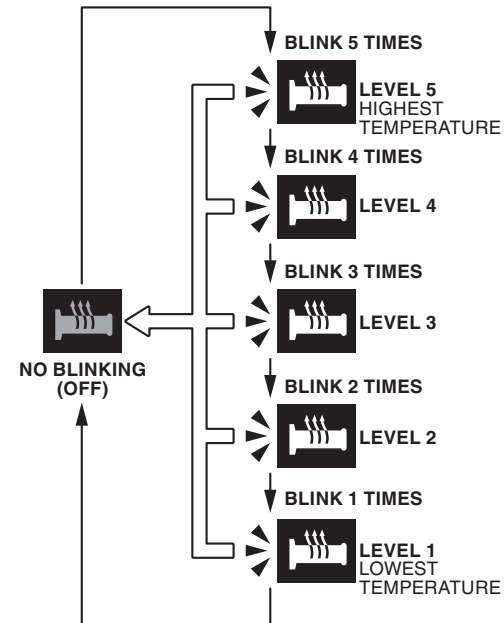 BLINK 5 TIMES
LEVEL 5
HIGHEST
TEMPERATURE
BLINK 4 TIMES
LEVEL 4
BLINK 3 TIMES
LEVEL 3
NO BLINKING
(OFF)
BLINK 2 TIMES
LEVEL 2
BLINK 1 TIMES
LEVEL 1
LOWEST
TEMPERATURE